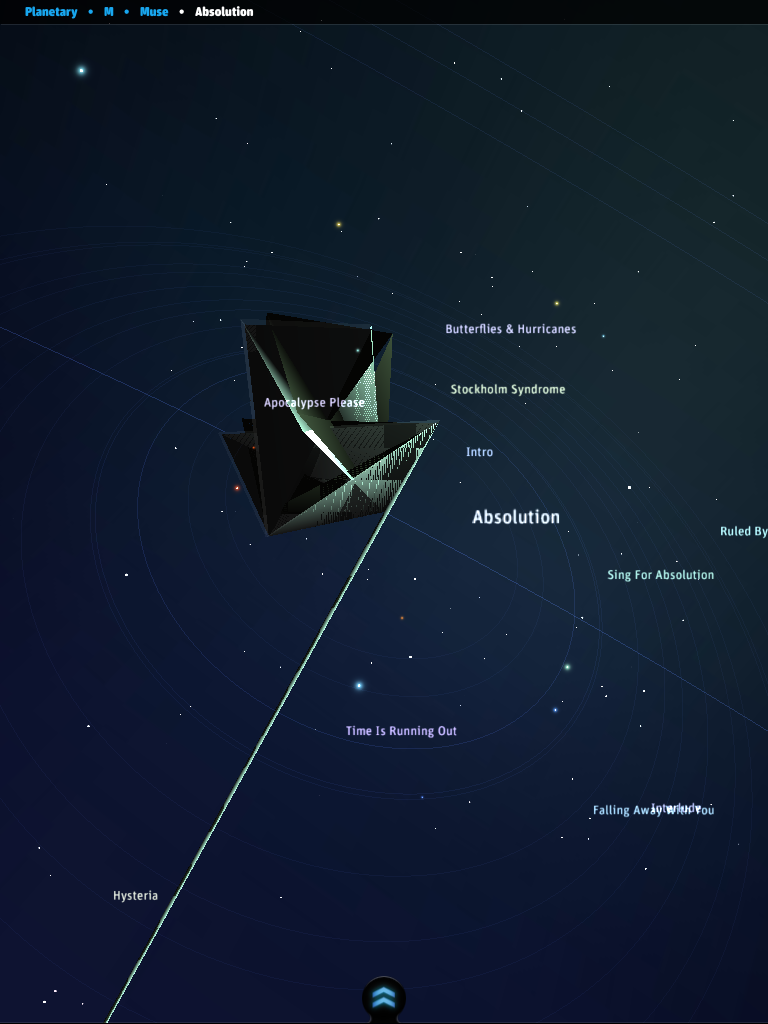 Planetary • M • Muse • Absolution
Butterflies & Hurricanes
Stockholm Syndrome
Apocalypse Please
Intro
Absolution
Ruled By
Sing For Absolution
Time Is Running Out
Interlude
Falling Away With You
Hysteria